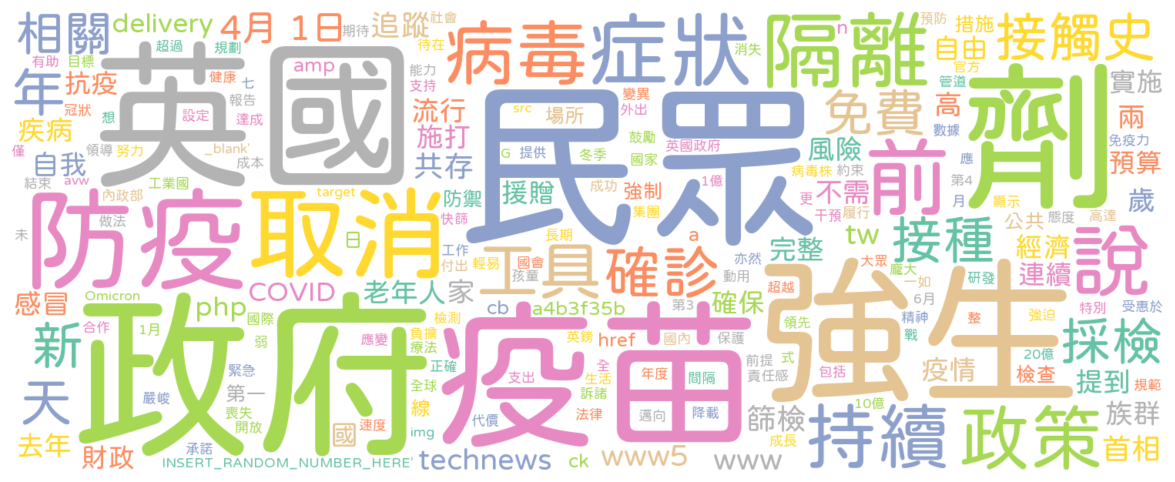 相關
delivery
4月
1日
追蹤
社會
病毒
症狀
隔離
n
預防
措施
自由
接觸史
超過
規劃
期待
待在
消失
官方
有助
目標
英國
amp
能力
支持
年
抗疫
健康
七
報告
冠狀
想
設定
達成
流行
src
場所
變異
外出
民眾
免費
管道
高
數據
實施
兩
劑
疾病
僅
領導
努力
_blank'
成本
施打
共存
G
提供
冬季
鼓勵
國家
英國政府
風險
前
免疫力
預算
自我
結束
avw
工業國
內政部
target
防禦
快篩
援贈
成功
強制
集團
1億
病毒株
約束
更
干預
不需
履行
應
第4
月
顯示
歲
防疫
取消
做法
未
日
工作
付出
長期
輕易
孩童
工具
國會
確診
a
亦然
動用
完整
大眾
tw
接種
公共
態度
高達
經濟
連續
說
感冒
Omicron
php
COVID
老年人
家
cb
a4b3f35b
第3
確保
超越
強生
龐大
一如
研發
6月
精神
特別
受惠於
新
合作
1月
國際
弱
應變
負擔
療法
檢測
正確
政府
疫苗
英鎊
href
全
國內
保護
領先
前提
責任感
式
疫情
戰
整
強迫
20億
檢查
採檢
提到
天
緊急
嚴峻
第一
喪失
開放
全球
線
支出
生活
訴諸
年度
間隔
包括
10億
規範
去年
財政
承諾
國
速度
img
代價
法律
邁向
降載
篩檢
持續
成長
政策
族群
首相
INSERT_RANDOM_NUMBER_HERE'
technews
ck
www5
www